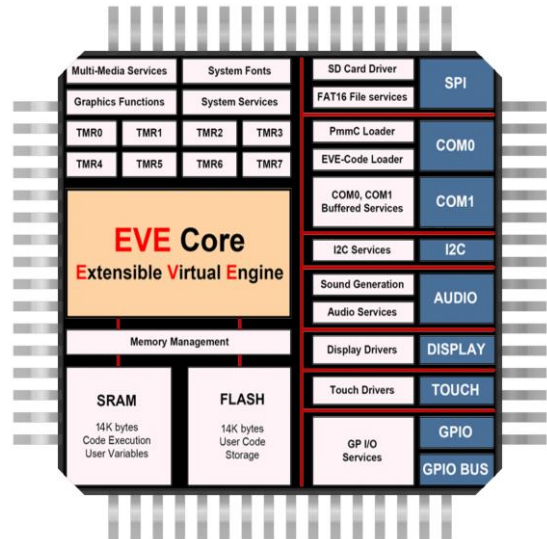 Multi-Media Services
System Fonts
Graphics Functions
System Services
TMR0
TMR1
TMR2
TMR3
TMR4
TMR5
TMR6
TMR7
EVE Core
Extensible Virtual Engine
Memory Management
SRAM
14K bytes
Code Execution
User Variables
FLASH
14K bytes
User Code
Storage
SD Card Driver
FAT16 File services
SPI
PmmC Loader
EVE-Code Loader
COM0
COM0, COM1
Buffered Services
COM1
I2C Services
I2C
Sound Generation
Audio Services
AUDIO
Display Drivers
DISPLAY
Touch Drivers
TOUCH
GP I/O
Services
GPIO
GPIO BUS